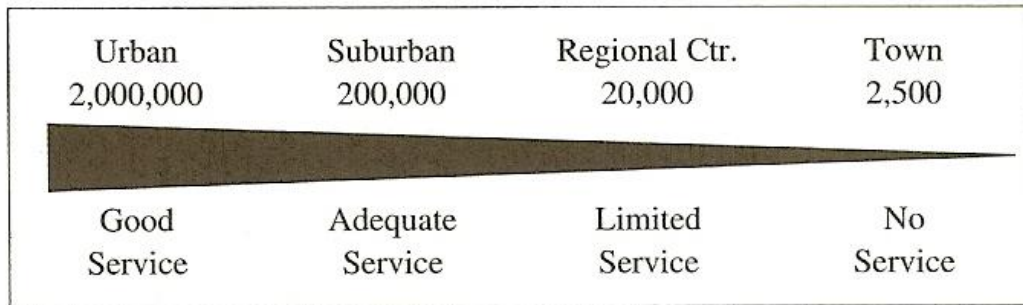 Urban Suburban Regional Ctr. Town
2,000,000 200,000 20,000 2,500
Good Adequate Limited No
Service Service Service Service